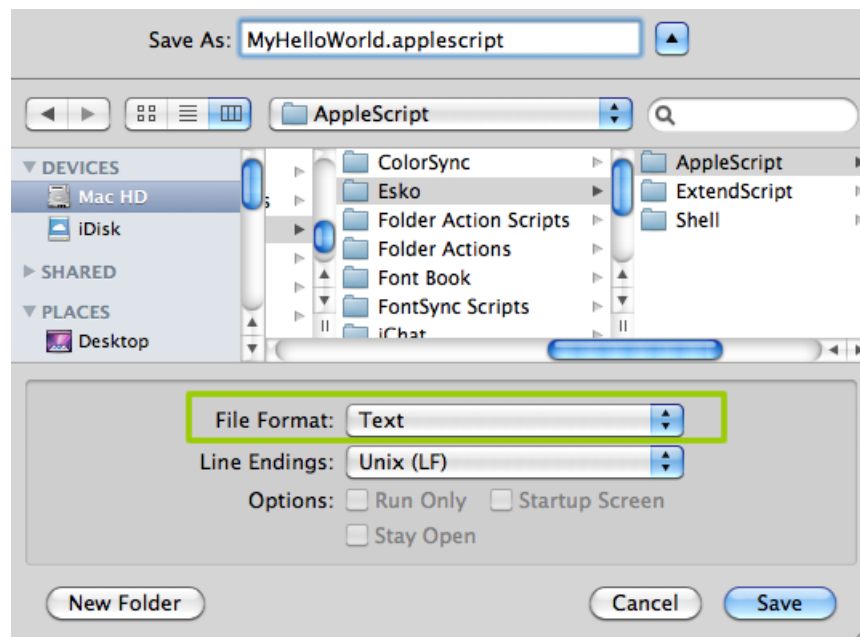 Save As: MyHelloWorld.applescript
AppleScript
DEVICES
Mac HD
iDisk
SHARED
PLACES
Desktop
s
ColorSync
Esko
Folder Action Scripts
Folder Actions
Font Book
FontSync Scripts
iChat
AppleScript
ExtendScript
Shell
File Format: Text
Line Endings: Unix (LF)
Options: Run Only Startup Screen
Stay Open
New Folder Cancel Save